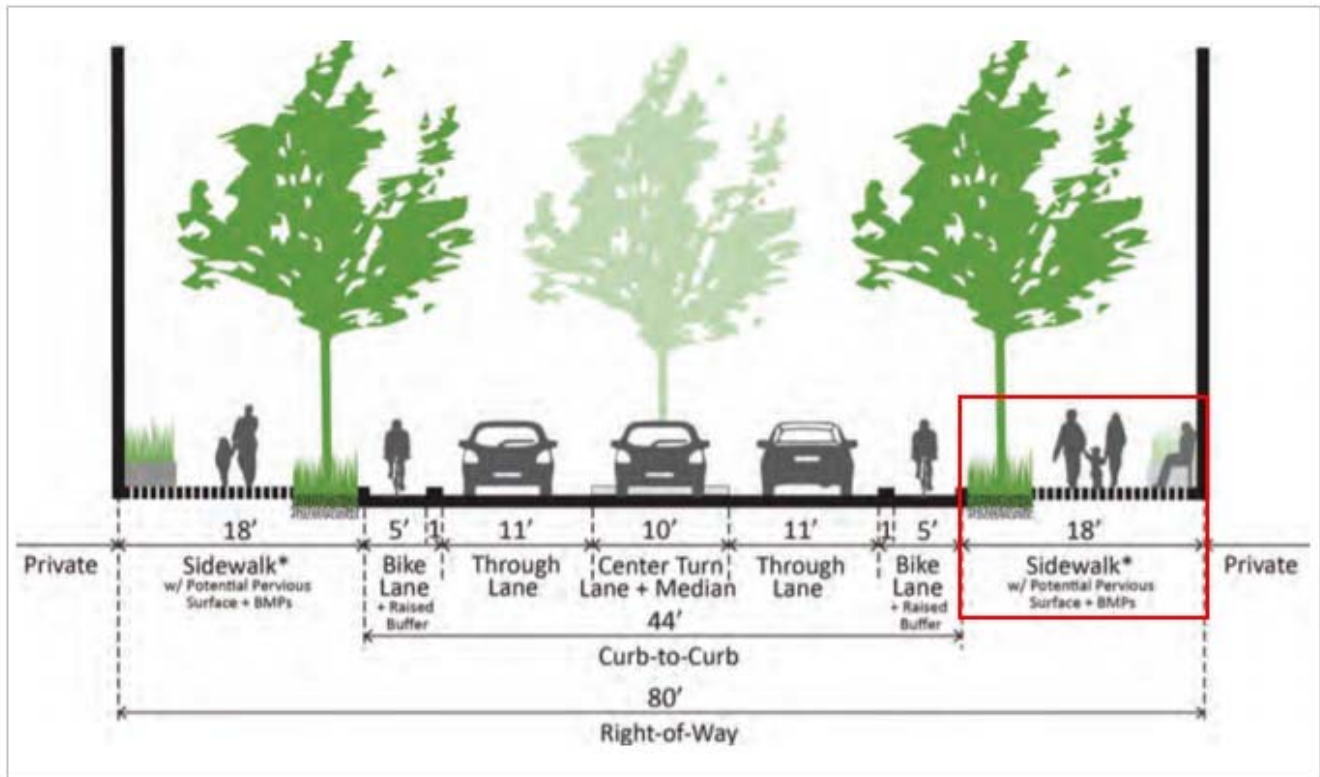 18’
5’
1’
11’
10’
11’
1’
5’
18’
Private
Sidewalk*
w/ Potential Pervious
Surface + BMPs
Bike
Lane
+ Raised
Buffer
Through
Lane
Center Turn
Lane + Median
Through
Lane
Bike
Lane
+ Raised
Buffer
Sidewalk*
w/ Potential Pervious
Surface + BMPs
Private
44’
Curb-to-Curb
80’
Right-of-Way